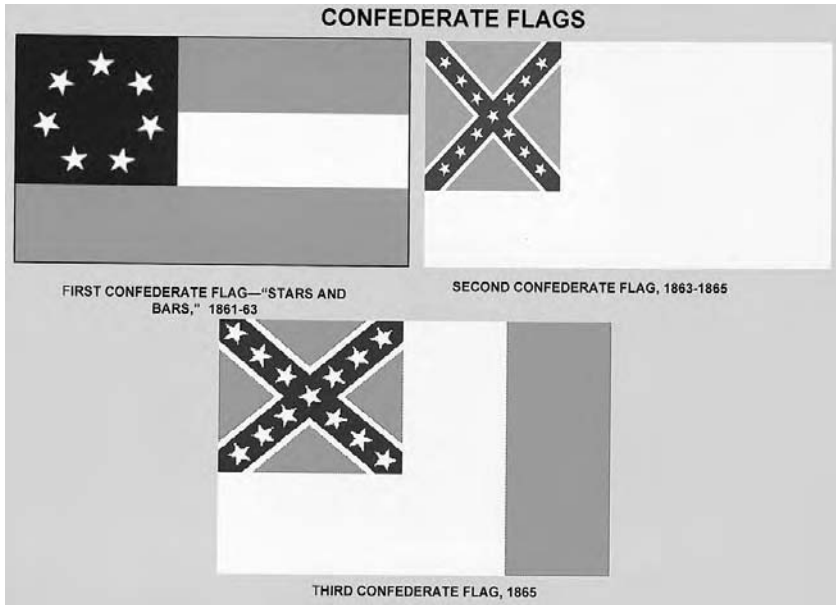 CONFEDERATE FLAGS
FIRST CONFEDERATE FLAG—“STARS AND
BARS,” 1861-63
SECOND CONFEDERATE FLAG, 1863-1865
THIRD CONFEDERATE FLAG, 1865